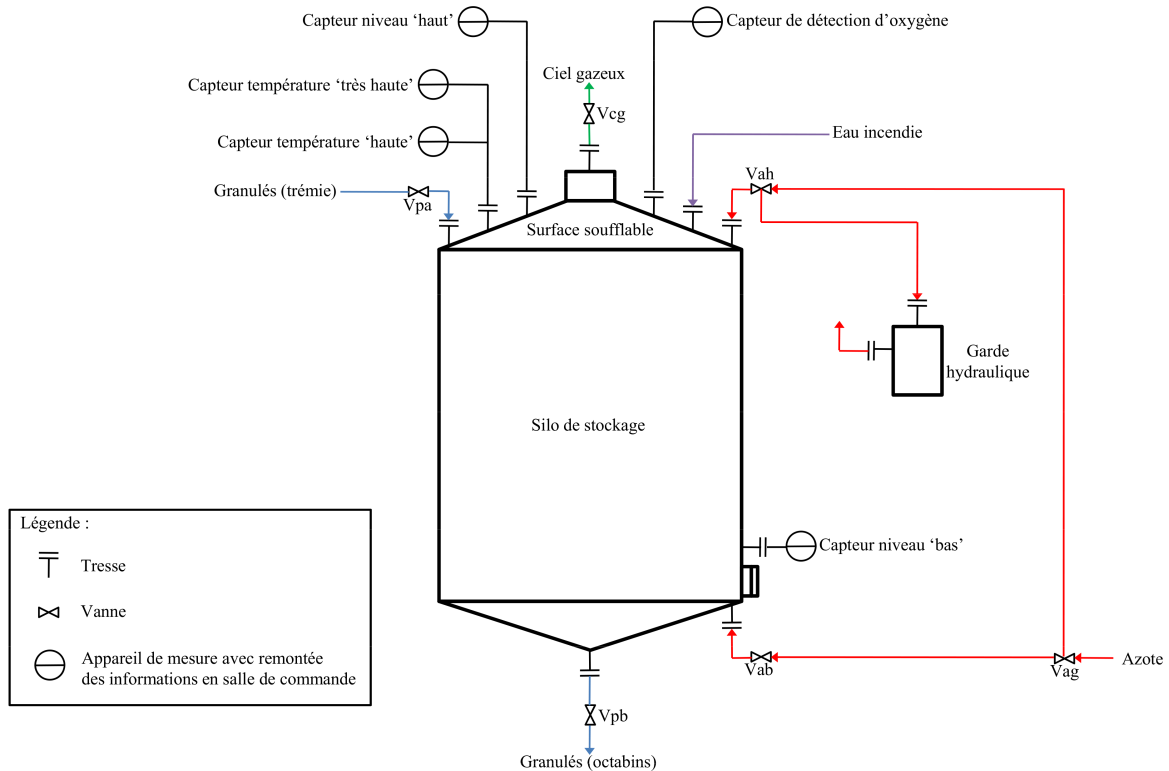 Capteur niveau ‘haut’
Capteur de détection d’oxygène
Ciel gazeux
Capteur température ‘très haute’
Vcg
Capteur température ‘haute’
Eau incendie
Granulés (trémie)
Vpa
Vah
Surface soufflable
Garde
hydraulique
Silo de stockage
Capteur niveau ‘bas’
Légende :
Tresse
Vanne
Appareil de mesure avec remontée
des informations en salle de commande
Vab
Vag
Azote
Vpb
Granulés (octabins)